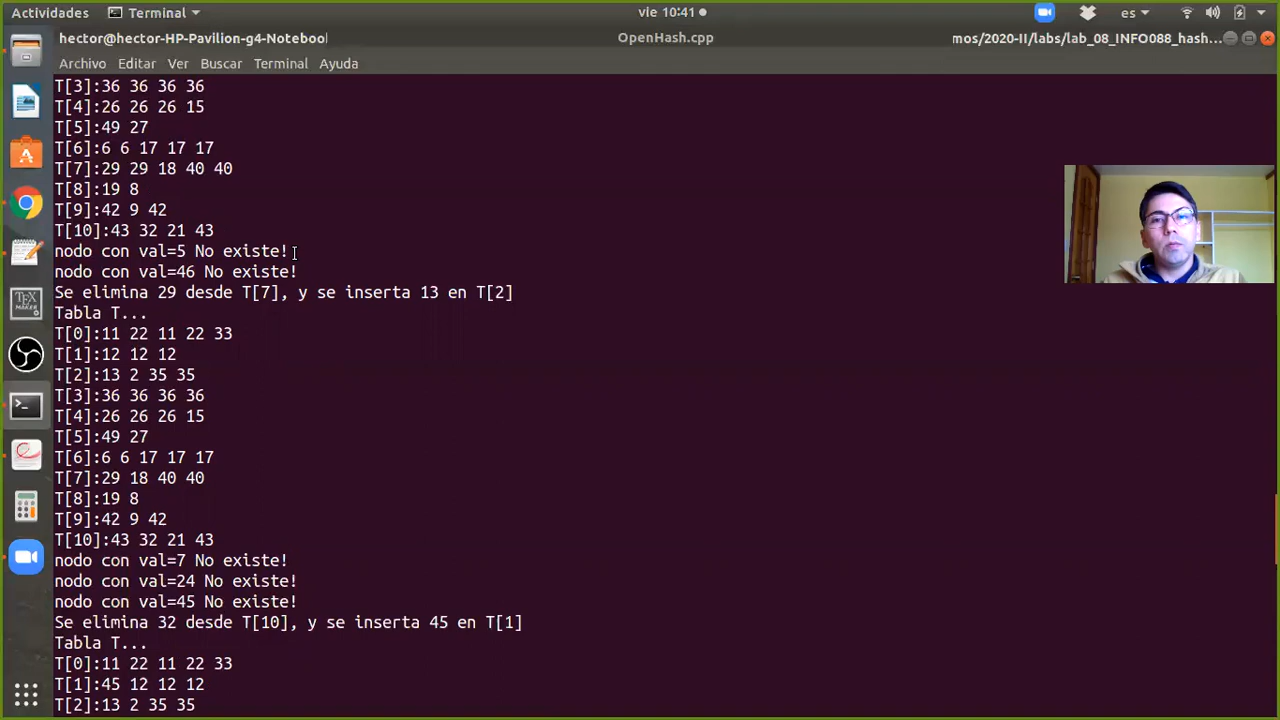 Actividades
Terminal
vie 10:41
es
hector@hector-HP-Pavilion-g4-Noteboo
OpenHash.cpp
mos/2020-II/labs/lab_08_INFO088_hash...
Archivo Editar Ver Buscar Terminal Ayuda
T[3]:36 36 36 36
T[4]:26 26 26 15
T[5]:49 27
T[6]:6 6 17 17 17
T[7]:29 29 18 40 40
T[8]:19 8
T[9]:42 9 42
T[10]:43 32 21 43
nodo con val=5 No existe!
nodo con val=46 No existe!
Se elimina 29 desde T[7], y se inserta 13 en T[2]
Tabla T...
T[0]:11 22 11 22 33
T[1]:12 12 12
T[2]:13 2 35 35
T[3]:36 36 36 36
T[4]:26 26 26 15
T[5]:49 27
T[6]:6 6 17 17 17
T[7]:29 18 40 40
T[8]:19 8
T[9]:42 9 42
T[10]:43 32 21 43
nodo con val=7 No existe!
nodo con val=24 No existe!
nodo con val=45 No existe!
Se elimina 32 desde T[10], y se inserta 45 en T[1]
Tabla T...
T[0]:11 22 11 22 33
T[1]:45 12 12 12
T[2]:13 2 35 35